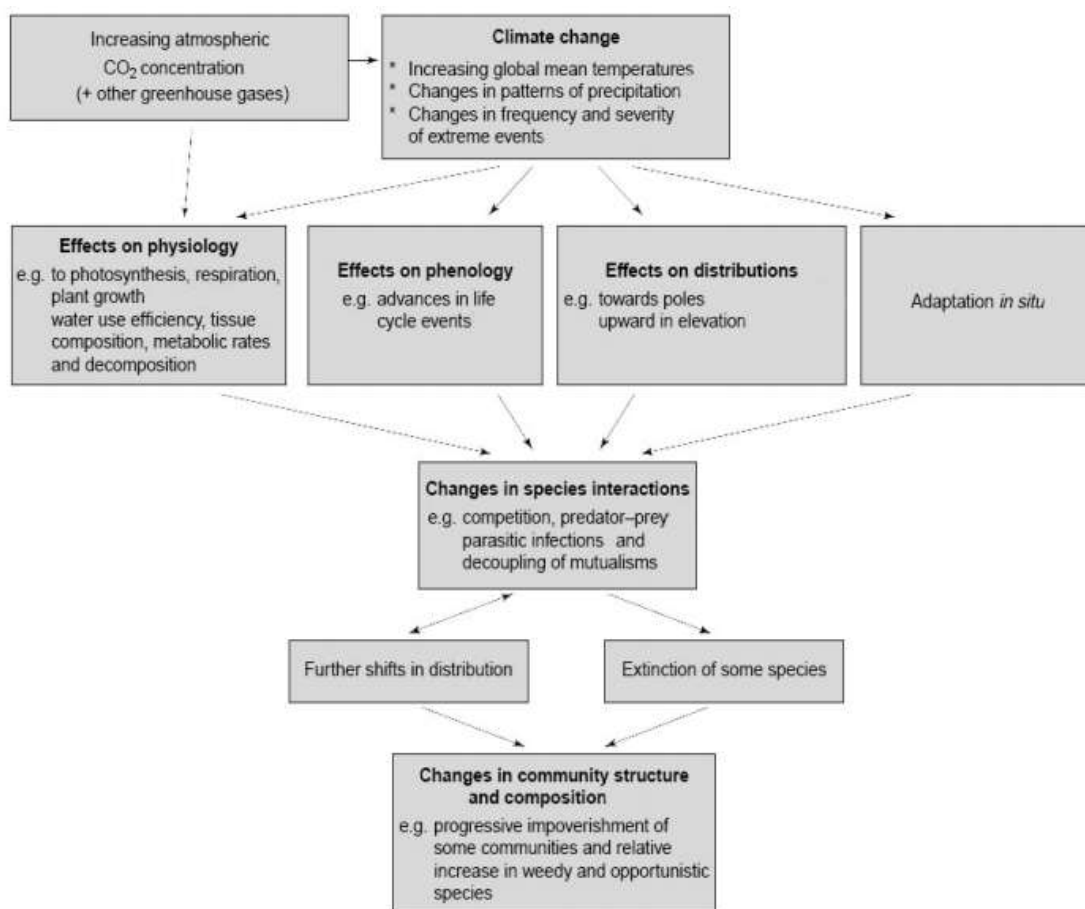 Increasing atmospheric
CO2 concentration
(+ other greenhouse gases)
Climate change
* Increasing global mean temperatures
* Changes in patterns of precipitation
* Changes in frequency and severity
of extreme events
Effects on physiology
e.g. to photosynthesis, respiration,
plant growth
water use efficiency, tissue
composition, metabolic rates
and decomposition
Effects on phenology
e.g. advances in life
cycle events
Effects on distributions
e.g. towards poles
upward in elevation
Adaptation in situ
Changes in species interactions
e.g. competition, predator–prey
parasitic infections and
decoupling of mutualisms
Further shifts in distribution
Extinction of some species
Changes in community structure
and composition
e.g. progressive impoverishment of
some communities and relative
increase in weedy and opportunistic
species